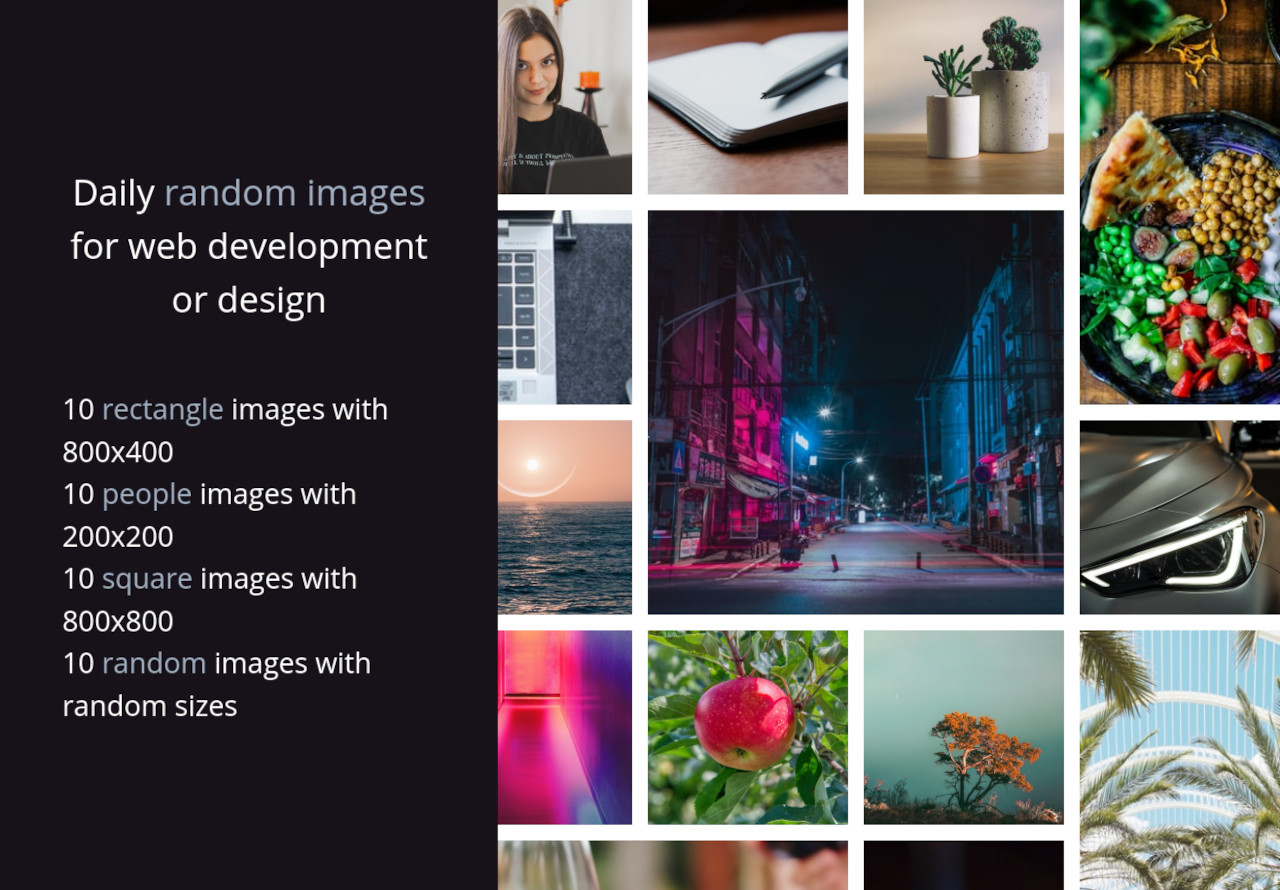 Daily random images
for web development
or design
10 rectangle images with
800x400
10 people images with
200x200
10 square images with
800x800
10 random images with
random sizes